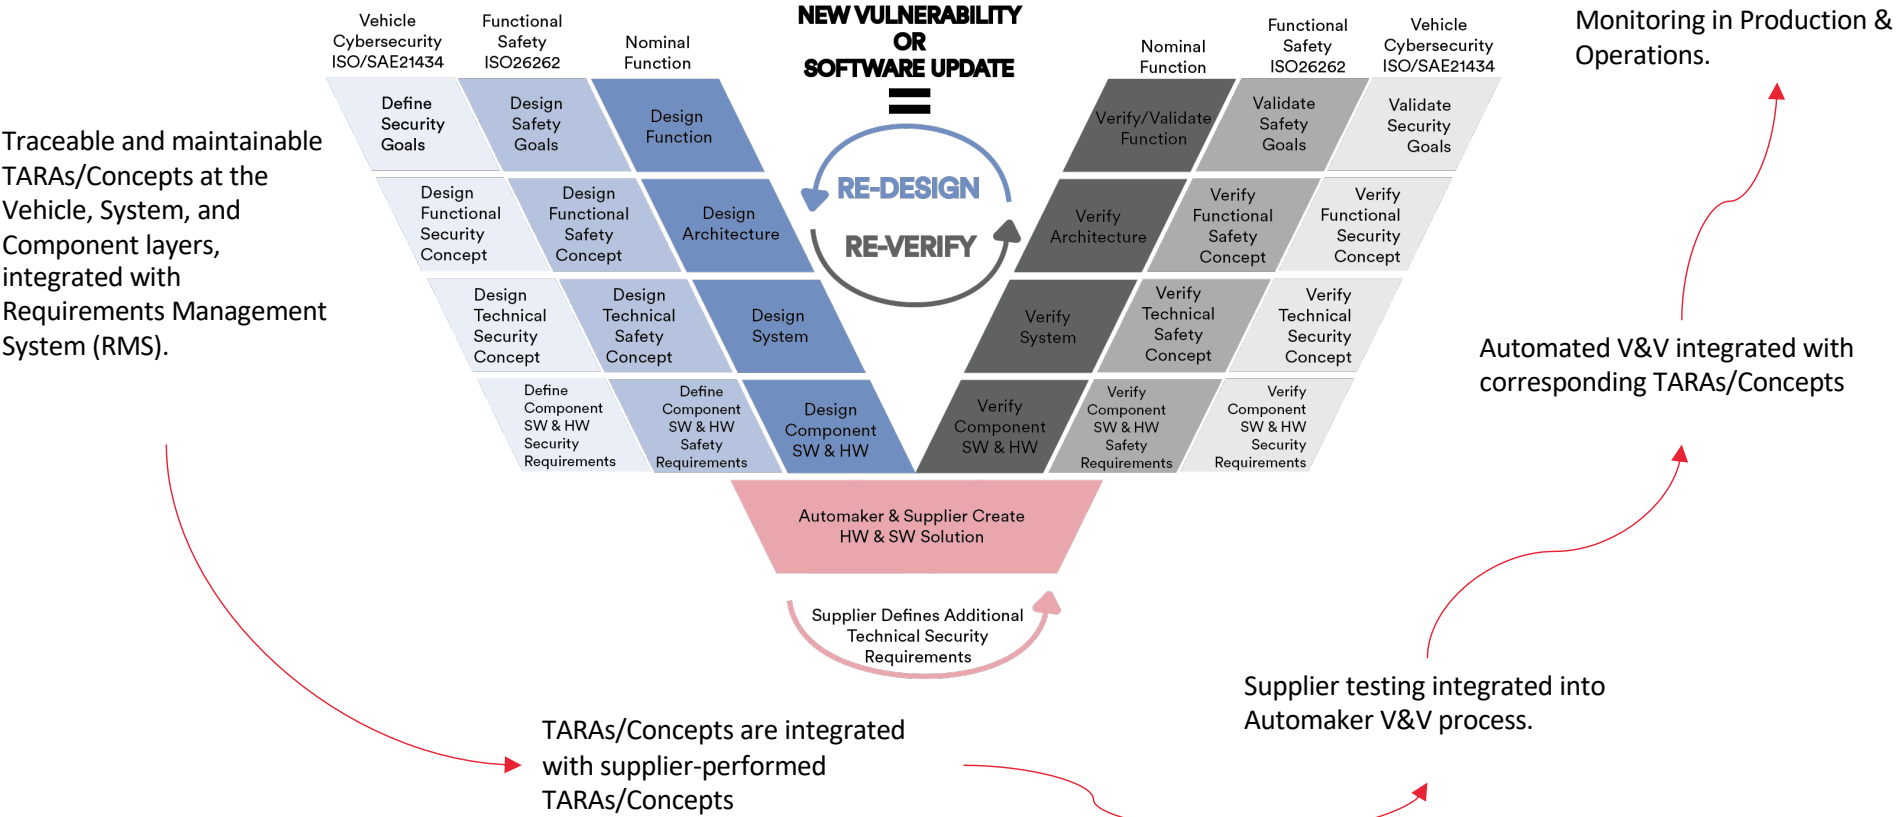 Vehicle
Cybersecurity
ISO/SAE21434
Functional
Safety
ISO26262
Nominal
Function
NEW VULNERABILITY
OR
SOFTWARE UPDATE
=
Nominal
Function
Functional
Safety
ISO26262
Vehicle
Cybersecurity
ISO/SAE21434
Monitoring in Production &
Operations.
Traceable and maintainable
TARAs/Concepts at the
Vehicle, System, and
Component layers,
integrated with
Requirements Management
System (RMS).
Define
Security
Goals
Design
Safety
Goals
Design
Function
RE-DESIGN
RE-VERIFY
Verify/Validate
Function
Validate
Safety
Goals
Validate
Security
Goals
Design
Functional
Security
Concept
Design
Functional
Safety
Concept
Design
Architecture
Verify
Architecture
Verify
Functional
Safety
Concept
Verify
Functional
Security
Concept
Design
Technical
Security
Concept
Design
Technical
Safety
Concept
Design
System
Verify
System
Verify
Technical
Safety
Concept
Verify
Technical
Security
Concept
Automated V&V integrated with
corresponding TARAs/Concepts
Define
Component
SW & HW
Security
Requirements
Define
Component
SW & HW
Safety
Requirements
Design
Component
SW & HW
Verify
Component
SW & HW
Verify
Component
SW & HW
Safety
Requirements
Verify
Component
SW & HW
Security
Requirements
Automaker & Supplier Create
HW & SW Solution
Supplier Defines Additional
Technical Security
Requirements
Supplier testing integrated into
Automaker V&V process.
TARAs/Concepts are integrated
with supplier-performed
TARAs/Concepts